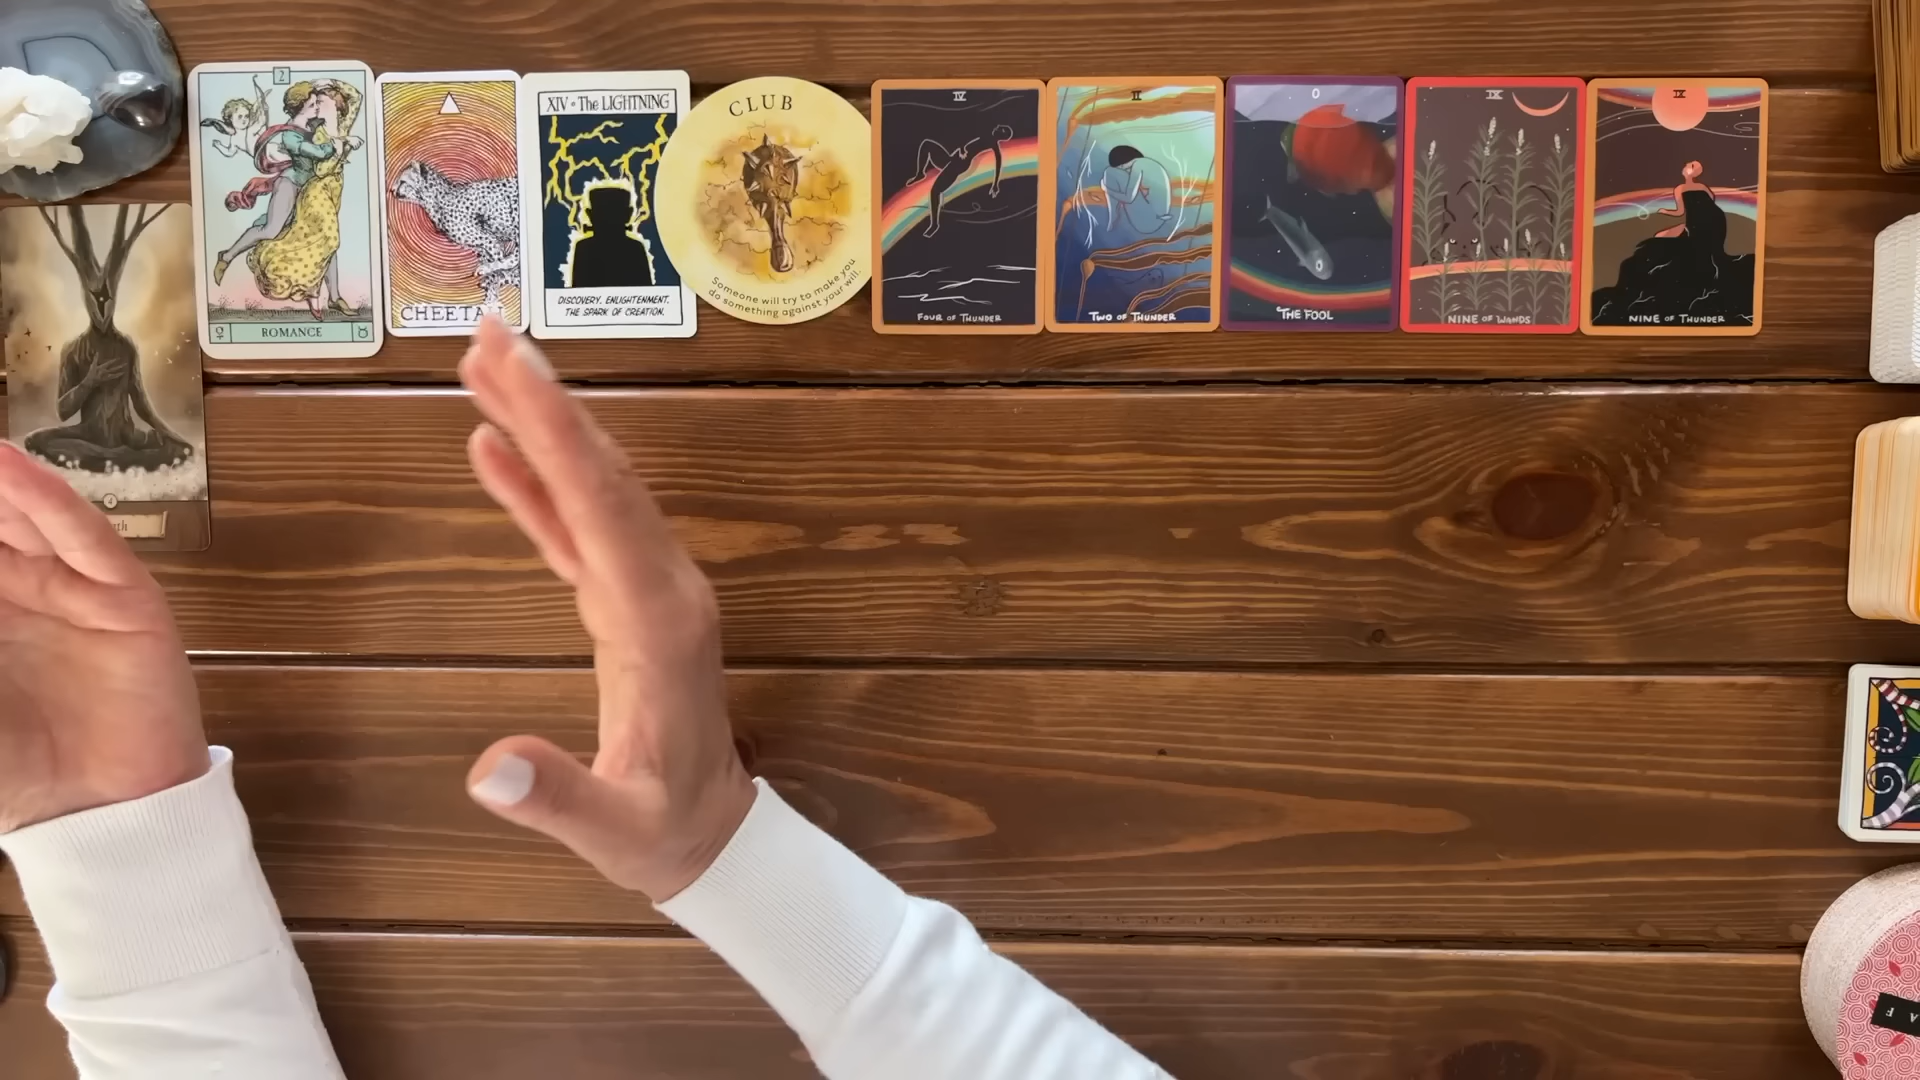 2
ROMANCE
CHEETAH
XIV • The LIGHTNING
DISCOVERY. ENLIGHTENMENT.
THE SPARK OF CREATION.
CLUB
Someone will try to make you
do something against your will.
IV
FOUR OF THUNDER
II
TWO OF THUNDER
0
THE FOOL
IX
NINE OF WANDS
IX
NINE OF THUNDER
4